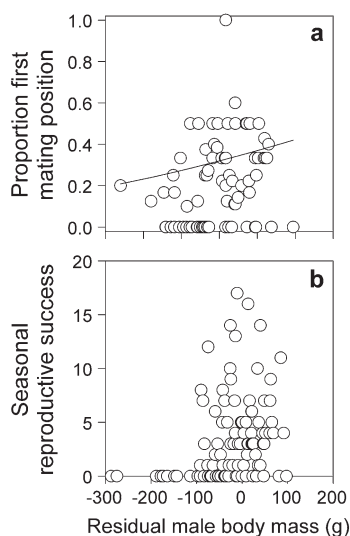 a
Proportion first
mating position
1.0
0.8
0.6
0.4
0.2
0.0
b
Seasonal
reproductive success
20
15
10
5
0
-300 -200 -100 0 100 200
Residual male body mass (g)